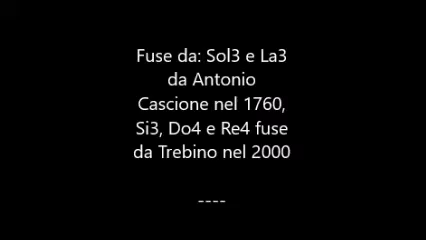 Fuse da: Sol3 e La3
da Antonio
Cascione nel 1760,
Si3, Do4 e Re4 fuse
da Trebino nel 2000
----